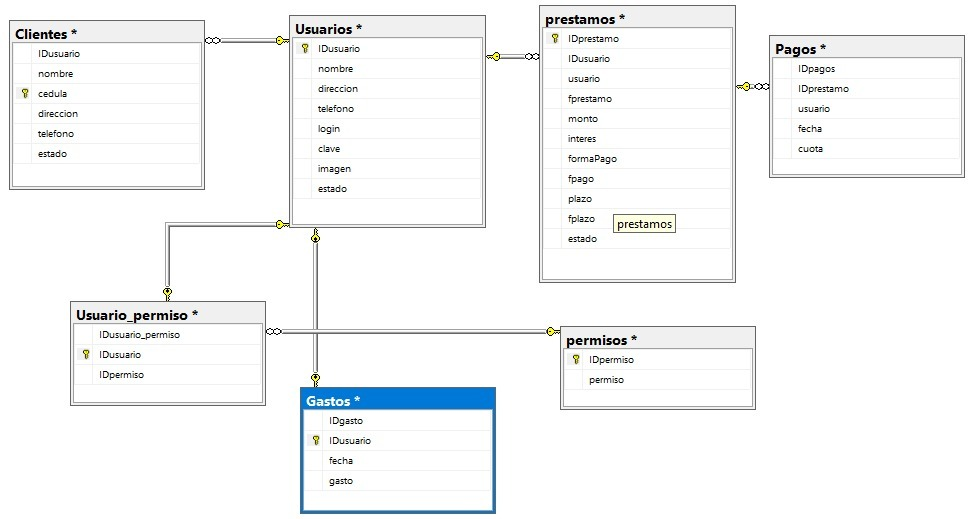 Clientes *
IDusuario
nombre
cedula
direccion
telefono
estado
Usuarios *
IDusuario
nombre
direccion
telefono
login
clave
imagen
estado
prestamos *
IDprestamo
IDusuario
usuario
fprestamo
monto
interes
formaPago
fpago
plazo
fplazo
estado
prestamos
Pagos *
IDpagos
IDprestamo
usuario
fecha
cuota
Usuario_permiso *
IDusuario_permiso
IDusuario
IDpermiso
permisos *
IDpermiso
permiso
Gastos *
IDgasto
IDusuario
fecha
gasto